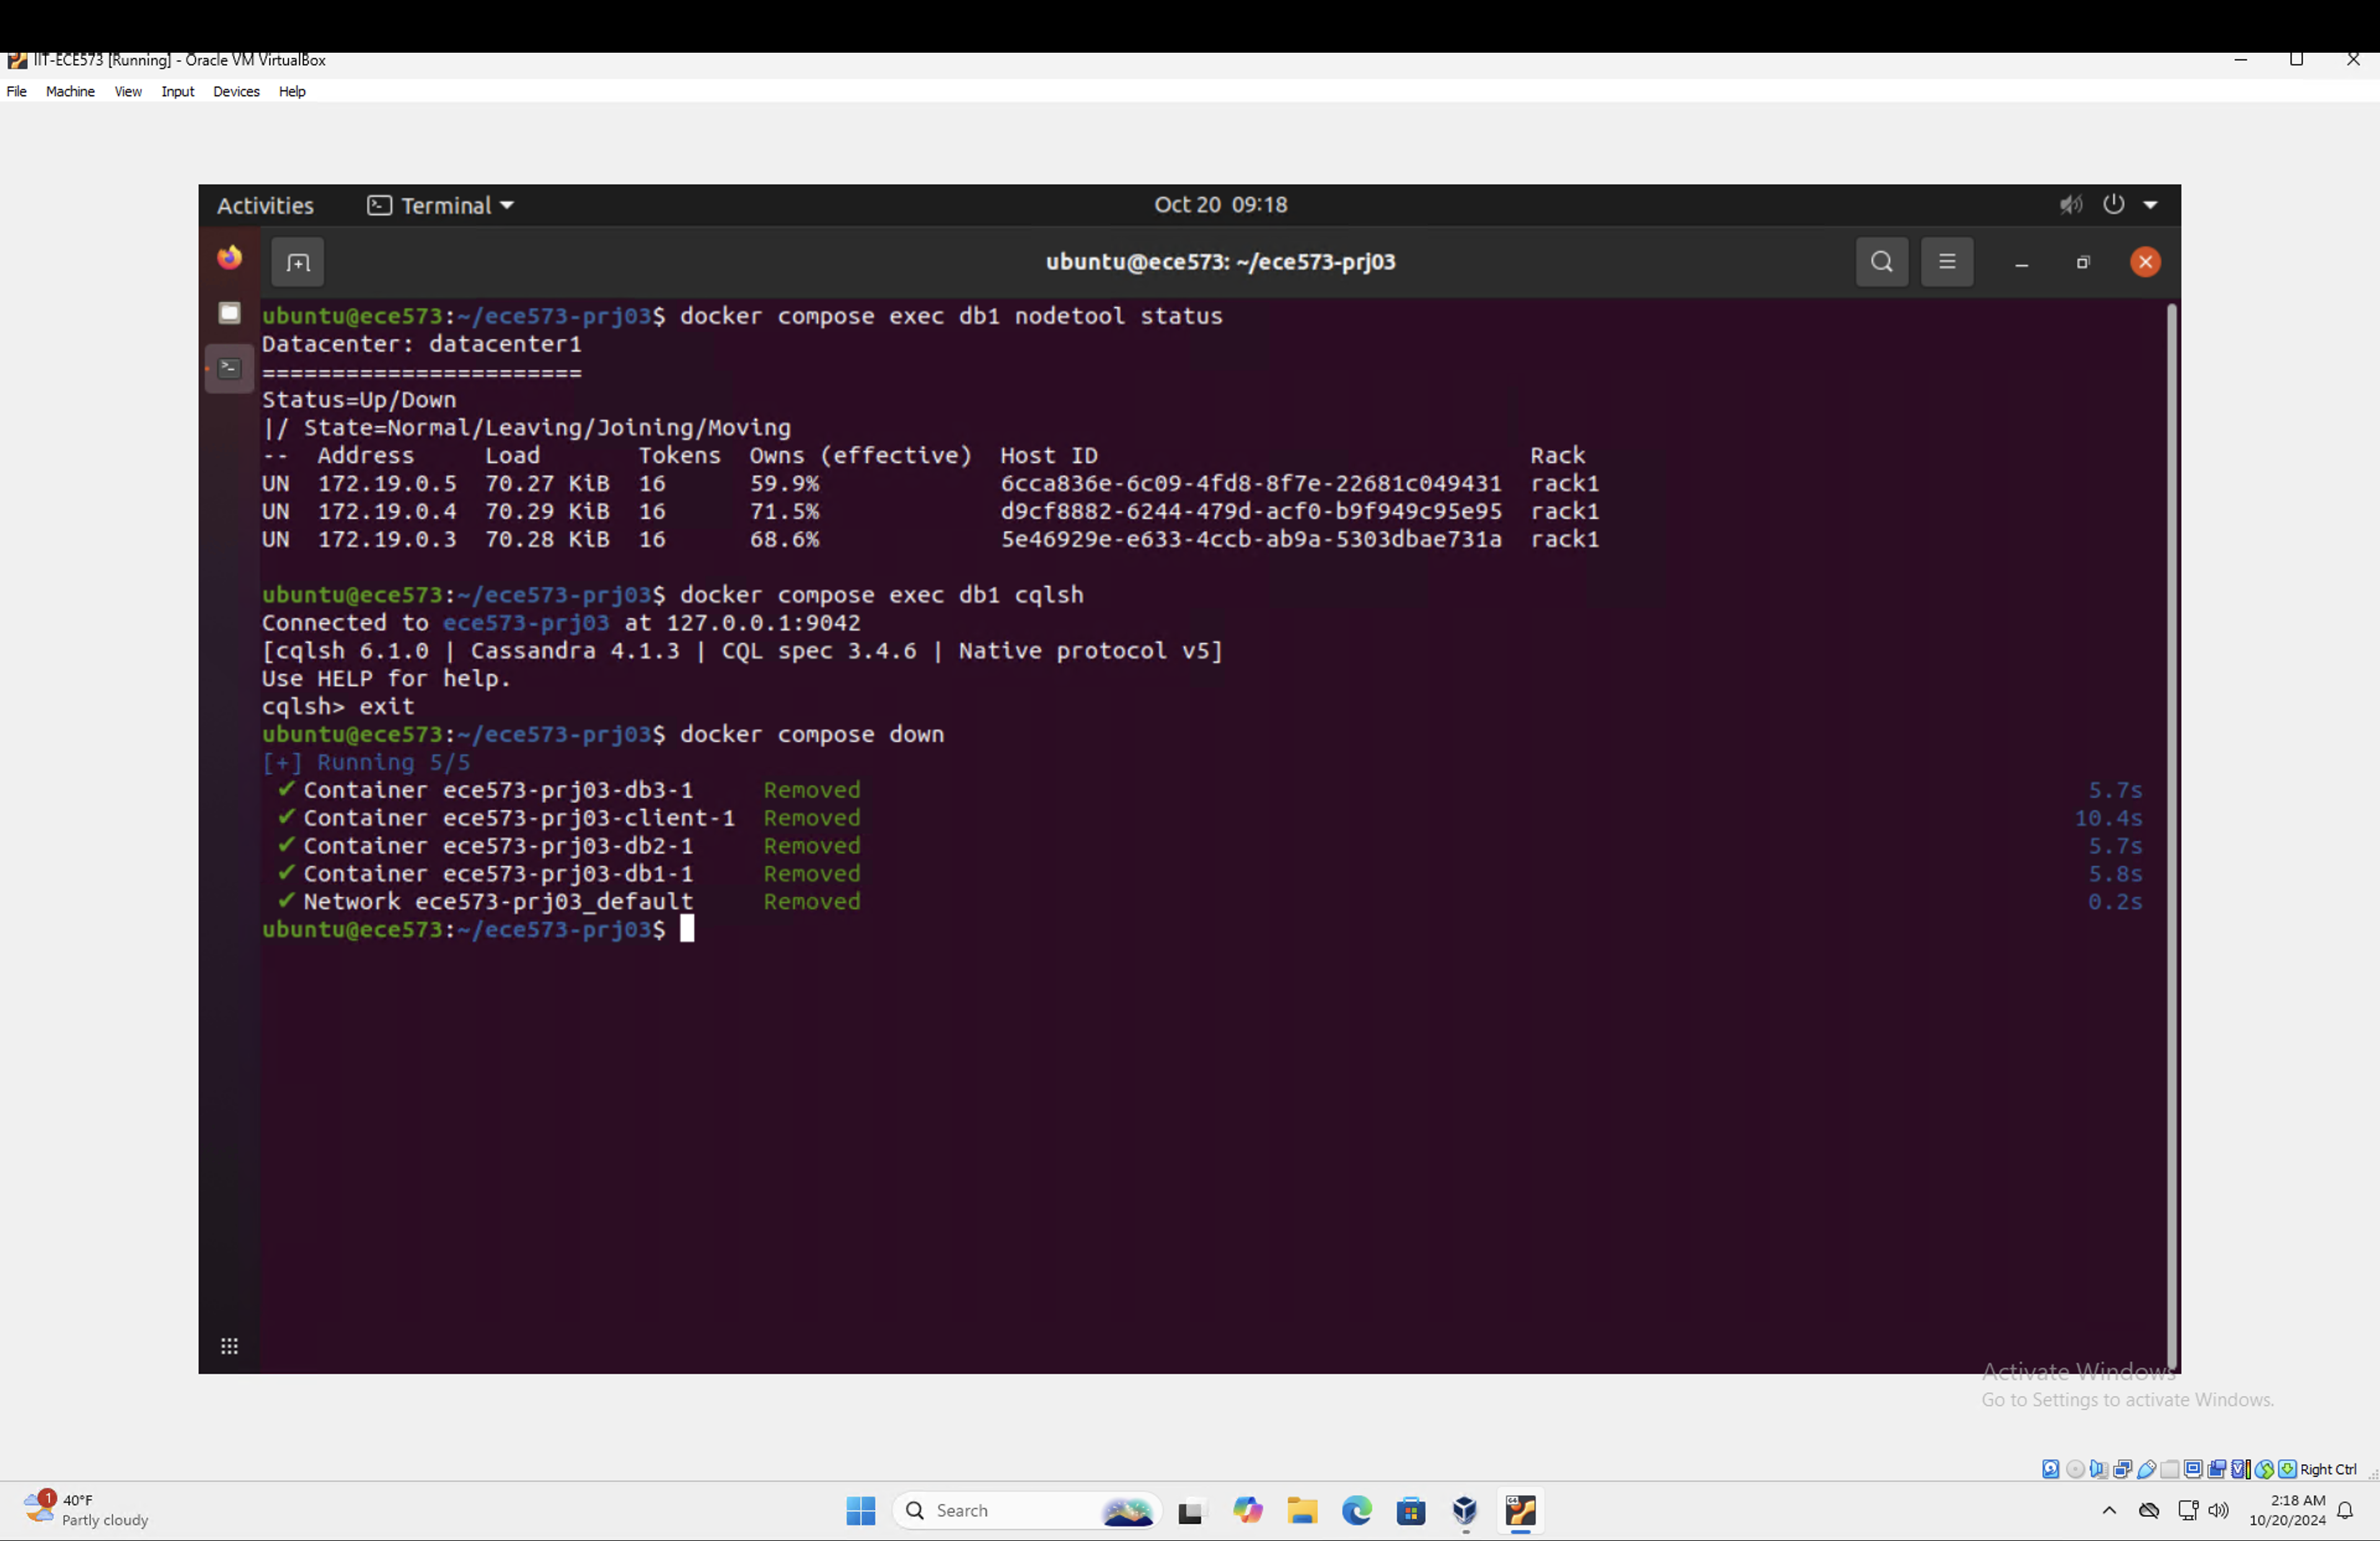 IIT-ECE573 [Running] - Oracle VM VirtualBox
File Machine View Input Devices Help
Activities Terminal Oct 20 09:18
ubuntu@ece573: ~/ece573-prj03
ubuntu@ece573:~/ece573-prj03$ docker compose exec db1 nodetool status
Datacenter: datacenter1
=======================
Status=Up/Down
|/ State=Normal/Leaving/Joining/Moving
-- Address Load Tokens Owns (effective) Host ID Rack
UN 172.19.0.5 70.27 KiB 16 59.9% 6cca836e-6c09-4fd8-8f7e-22681c049431 rack1
UN 172.19.0.4 70.29 KiB 16 71.5% d9cf8882-6244-479d-acf0-b9f949c95e95 rack1
UN 172.19.0.3 70.28 KiB 16 68.6% 5e46929e-e633-4ccb-ab9a-5303dbae731a rack1
ubuntu@ece573:~/ece573-prj03$ docker compose exec db1 cqlsh
Connected to ece573-prj03 at 127.0.0.1:9042
[cqlsh 6.1.0 | Cassandra 4.1.3 | CQL spec 3.4.6 | Native protocol v5]
Use HELP for help.
cqlsh> exit
ubuntu@ece573:~/ece573-prj03$ docker compose down
[+] Running 5/5
✔ Container ece573-prj03-db3-1 Removed 5.7s
✔ Container ece573-prj03-client-1 Removed 10.4s
✔ Container ece573-prj03-db2-1 Removed 5.7s
✔ Container ece573-prj03-db1-1 Removed 5.8s
✔ Network ece573-prj03_default Removed 0.2s
ubuntu@ece573:~/ece573-prj03$
Activate Windows
Go to Settings to activate Windows.
Right Ctrl
1
40°F
Partly cloudy
Search
2:18 AM
10/20/2024